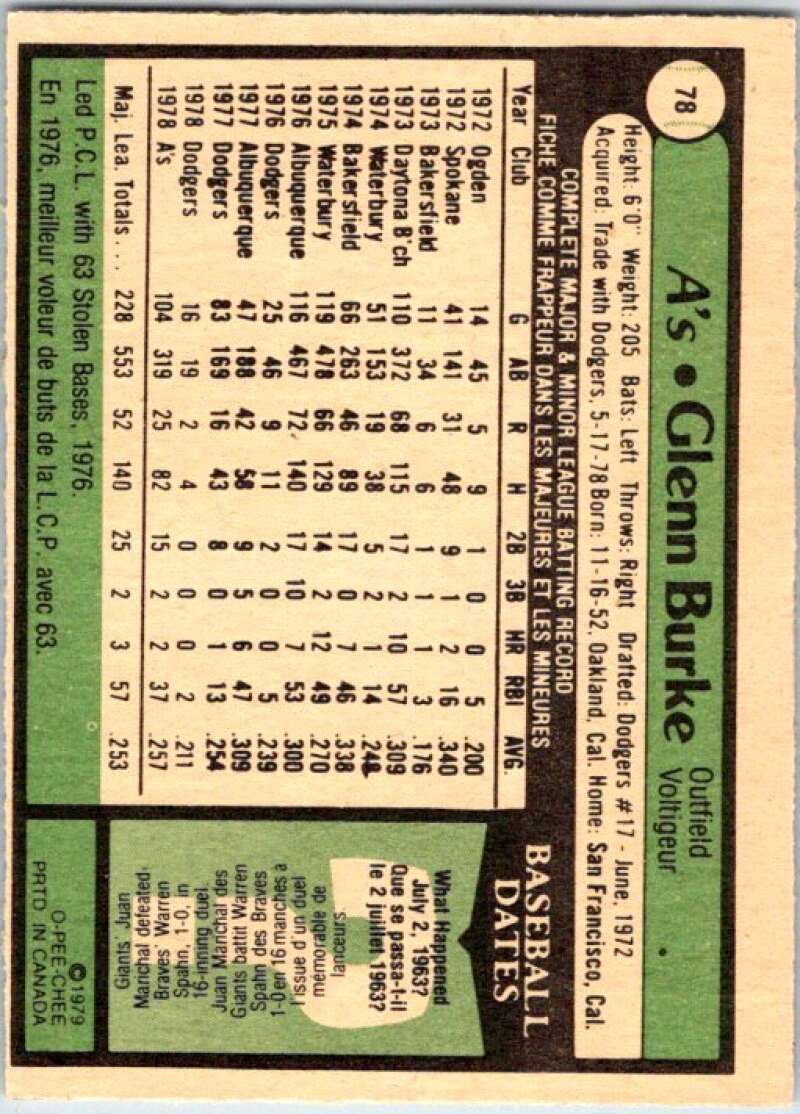 78
A's • Glenn Burke
Outfield
Voltigeur
Height: 6'0" Weight: 205 Bats: Left Throws: Right Drafted: Dodgers #17 - June, 1972
Acquired: Trade with Dodgers, 5-17-78 Born: 11-16-52, Oakland, Cal. Home: San Francisco, Cal.
COMPLETE MAJOR & MINOR LEAGUE BATTING RECORD
FICHE COMME FRAPPEUR DANS LES MAJEURES ET LES MINEURES
Year Club G AB R H 2B 3B HR RBI AVG.
1972 Ogden 14 45 5 9 1 0 0 5 .200
1972 Spokane 41 141 31 48 9 1 2 16 .340
1973 Bakersfield 11 34 6 6 1 1 1 3 .176
1973 Daytona B'ch 110 372 68 115 17 2 10 57 .309
1974 Waterbury 51 153 19 38 5 2 1 14 .248
1974 Bakersfield 66 263 46 89 17 0 7 46 .338
1975 Waterbury 119 478 66 129 14 2 12 49 .270
1976 Albuquerque 116 467 72 140 17 10 7 53 .300
1976 Dodgers 25 46 9 11 2 0 0 5 .239
1977 Albuquerque 47 188 42 58 9 5 6 47 .309
1977 Dodgers 83 169 16 43 8 0 1 13 .254
1978 Dodgers 16 19 2 4 0 0 0 2 .211
1978 A's 104 319 25 82 15 2 2 37 .257
Maj. Lea. Totals . . . 228 553 52 140 25 2 3 57 .253
Led P.C.L. with 63 Stolen Bases, 1976.
En 1976, meilleur voleur de buts de la L.C.P. avec 63.
BASEBALL
DATES
What Happened
July 2, 1963?
Que se passa-t-il
le 2 juillet 1963?
Giants Juan
Marichal defeated
Braves' Warren
Spahn, 1-0, in
16-inning duel.
Juan Marichal des
Giants battit Warren
Spahn des Braves
1-0 en 16 manches a
l'issue d'un duel
mémorable de
lanceurs.
©1979
O-PEE-CHEE
PRTD. IN CANADA